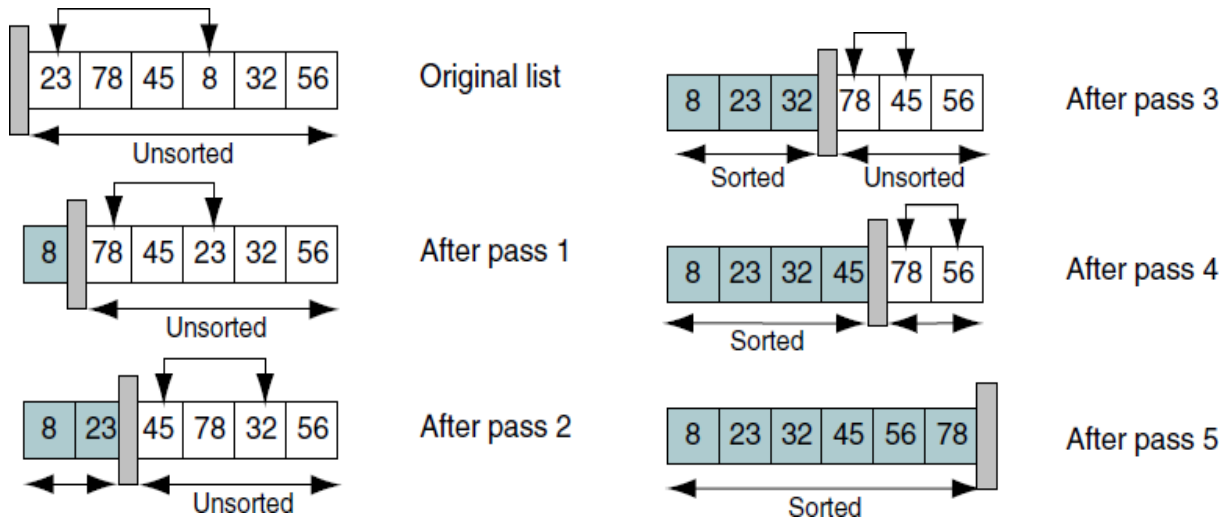 23 78 45 8 32 56 Original list
Unsorted
8 78 45 23 32 56 After pass 1
Unsorted
8 23 45 78 32 56 After pass 2
Unsorted
8 23 32 78 45 56 After pass 3
Sorted Unsorted
8 23 32 45 78 56 After pass 4
Sorted
8 23 32 45 56 78 After pass 5
Sorted